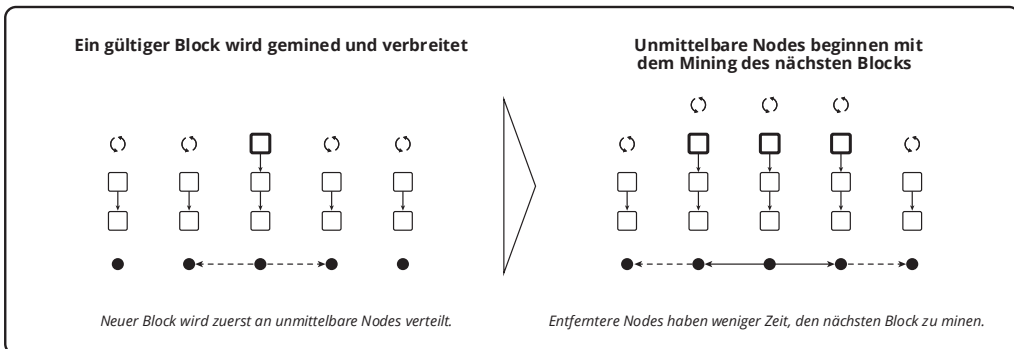 Ein gültiger Block wird gemined und verbreitet
Unmittelbare Nodes beginnen mit
dem Mining des nächsten Blocks
Neuer Block wird zuerst an unmittelbare Nodes verteilt.
Entferntere Nodes haben weniger Zeit, den nächsten Block zu minen.